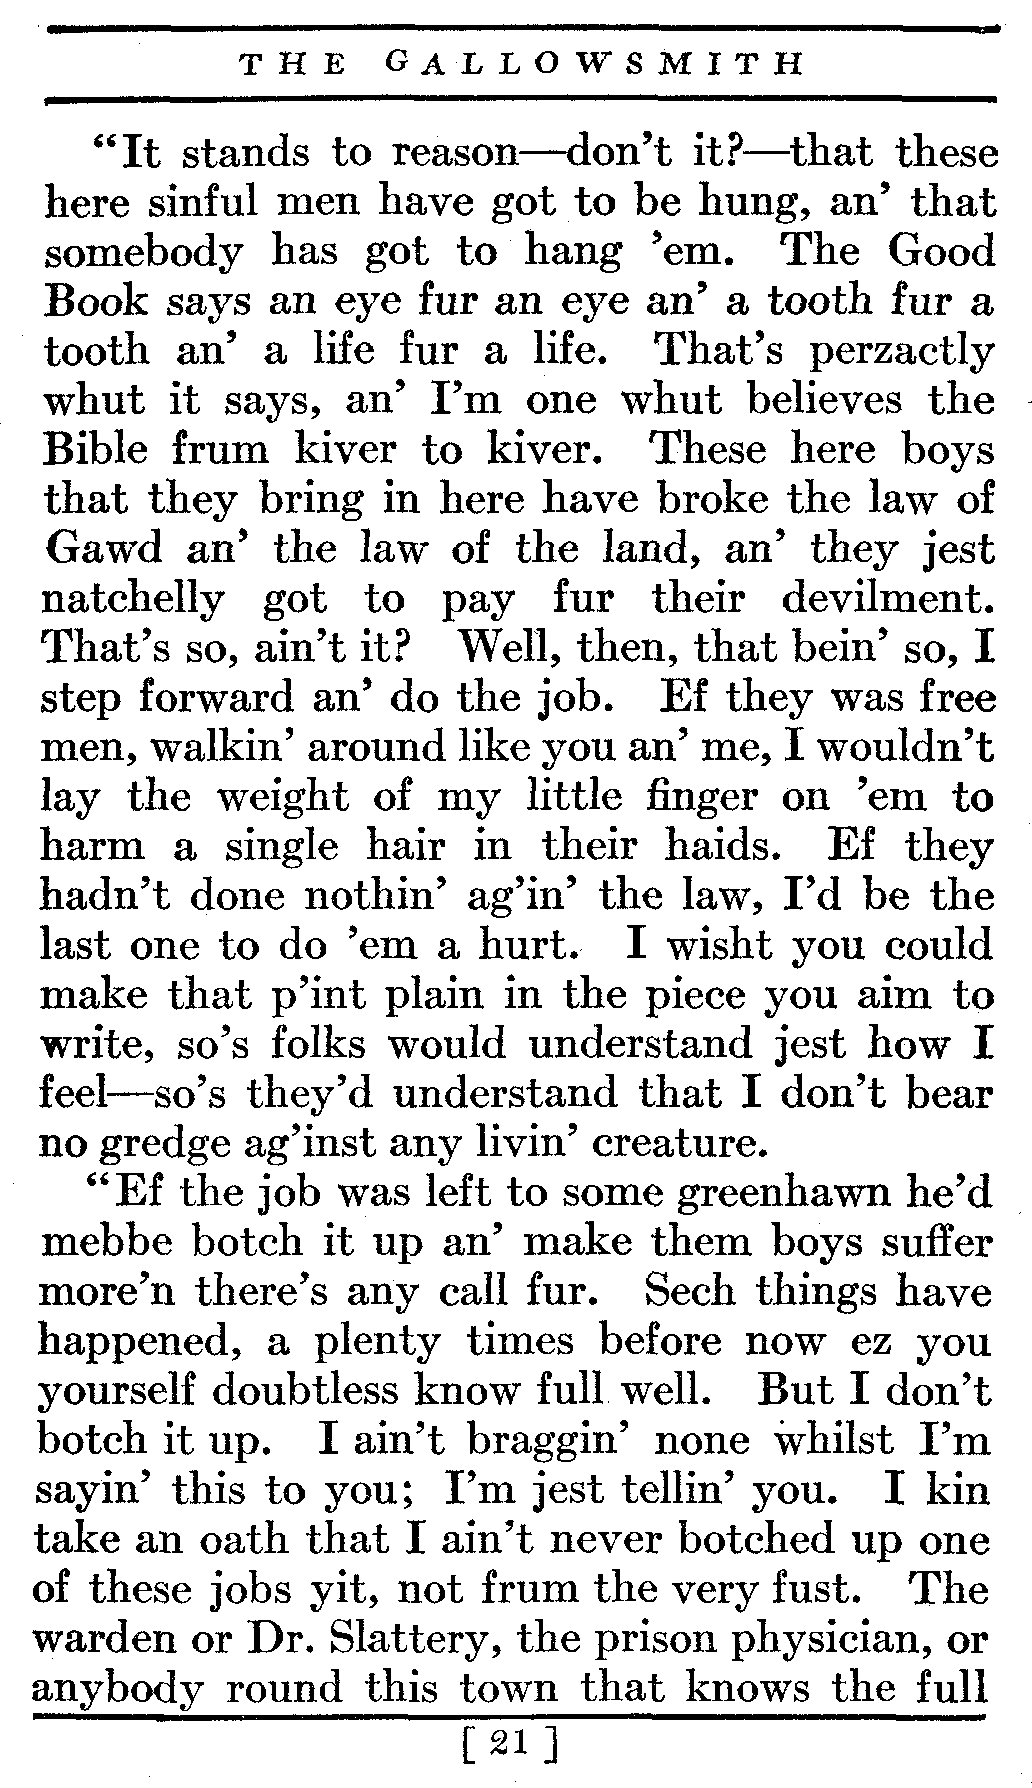 THE GALLOWSMITH
“It stands to reason—don’t it?—that these
here sinful men have got to be hung, an’ that
somebody has got to hang ’em. The Good
Book says an eye fur an eye an’ a tooth fur a
tooth an’ a life fur a life. That’s perzactly
whut it says, an’ I’m one whut believes the
Bible frum kiver to kiver. These here boys
that they bring in here have broke the law of
Gawd an’ the law of the land, an’ they jest
natchelly got to pay fur their devilment.
That’s so, ain’t it? Well, then, that bein’ so, I
step forward an’ do the job. Ef they was free
men, walkin’ around like you an’ me, I wouldn’t
lay the weight of my little finger on ’em to
harm a single hair in their haids. Ef they
hadn’t done nothin’ ag’in’ the law, I’d be the
last one to do ’em a hurt. I wisht you could
make that p’int plain in the piece you aim to
write, so’s folks would understand jest how I
feel—so’s they’d understand that I don’t bear
no gredge ag’inst any livin’ creature.
“Ef the job was left to some greenhawn he’d
mebbe botch it up an’ make them boys suffer
more’n there’s any call fur. Sech things have
happened, a plenty times before now ez you
yourself doubtless know full well. But I don’t
botch it up. I ain’t braggin’ none whilst I’m
sayin’ this to you; I’m jest tellin’ you. I kin
take an oath that I ain’t never botched up one
of these jobs yit, not frum the very fust. The
warden or Dr. Slattery, the prison physician, or
anybody round this town that knows the full
[ 21 ]